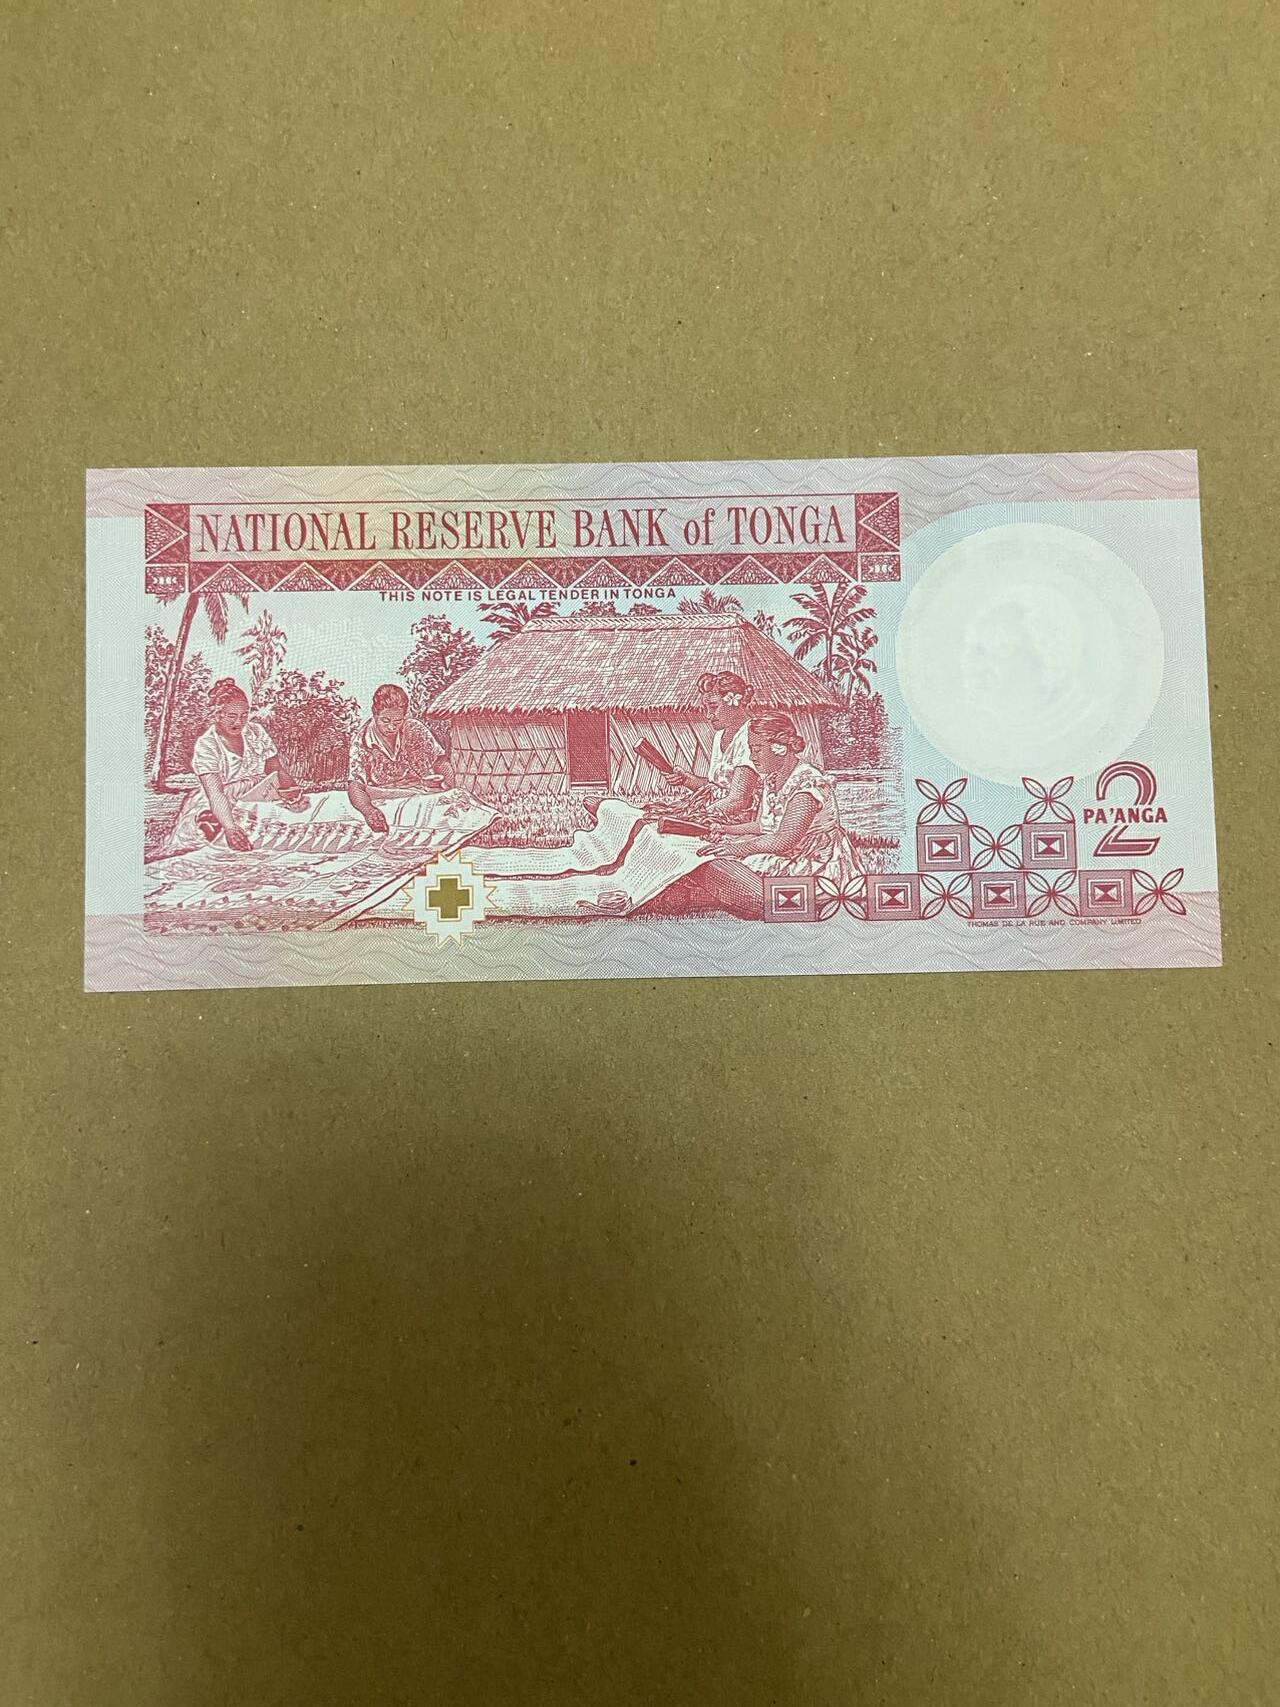 NATIONAL RESERVE BANK of TONGA
THIS NOTE IS LEGAL TENDER IN TONGA
2
PA'ANGA
THOMAS DE LA RUE AND COMPANY LIMITED